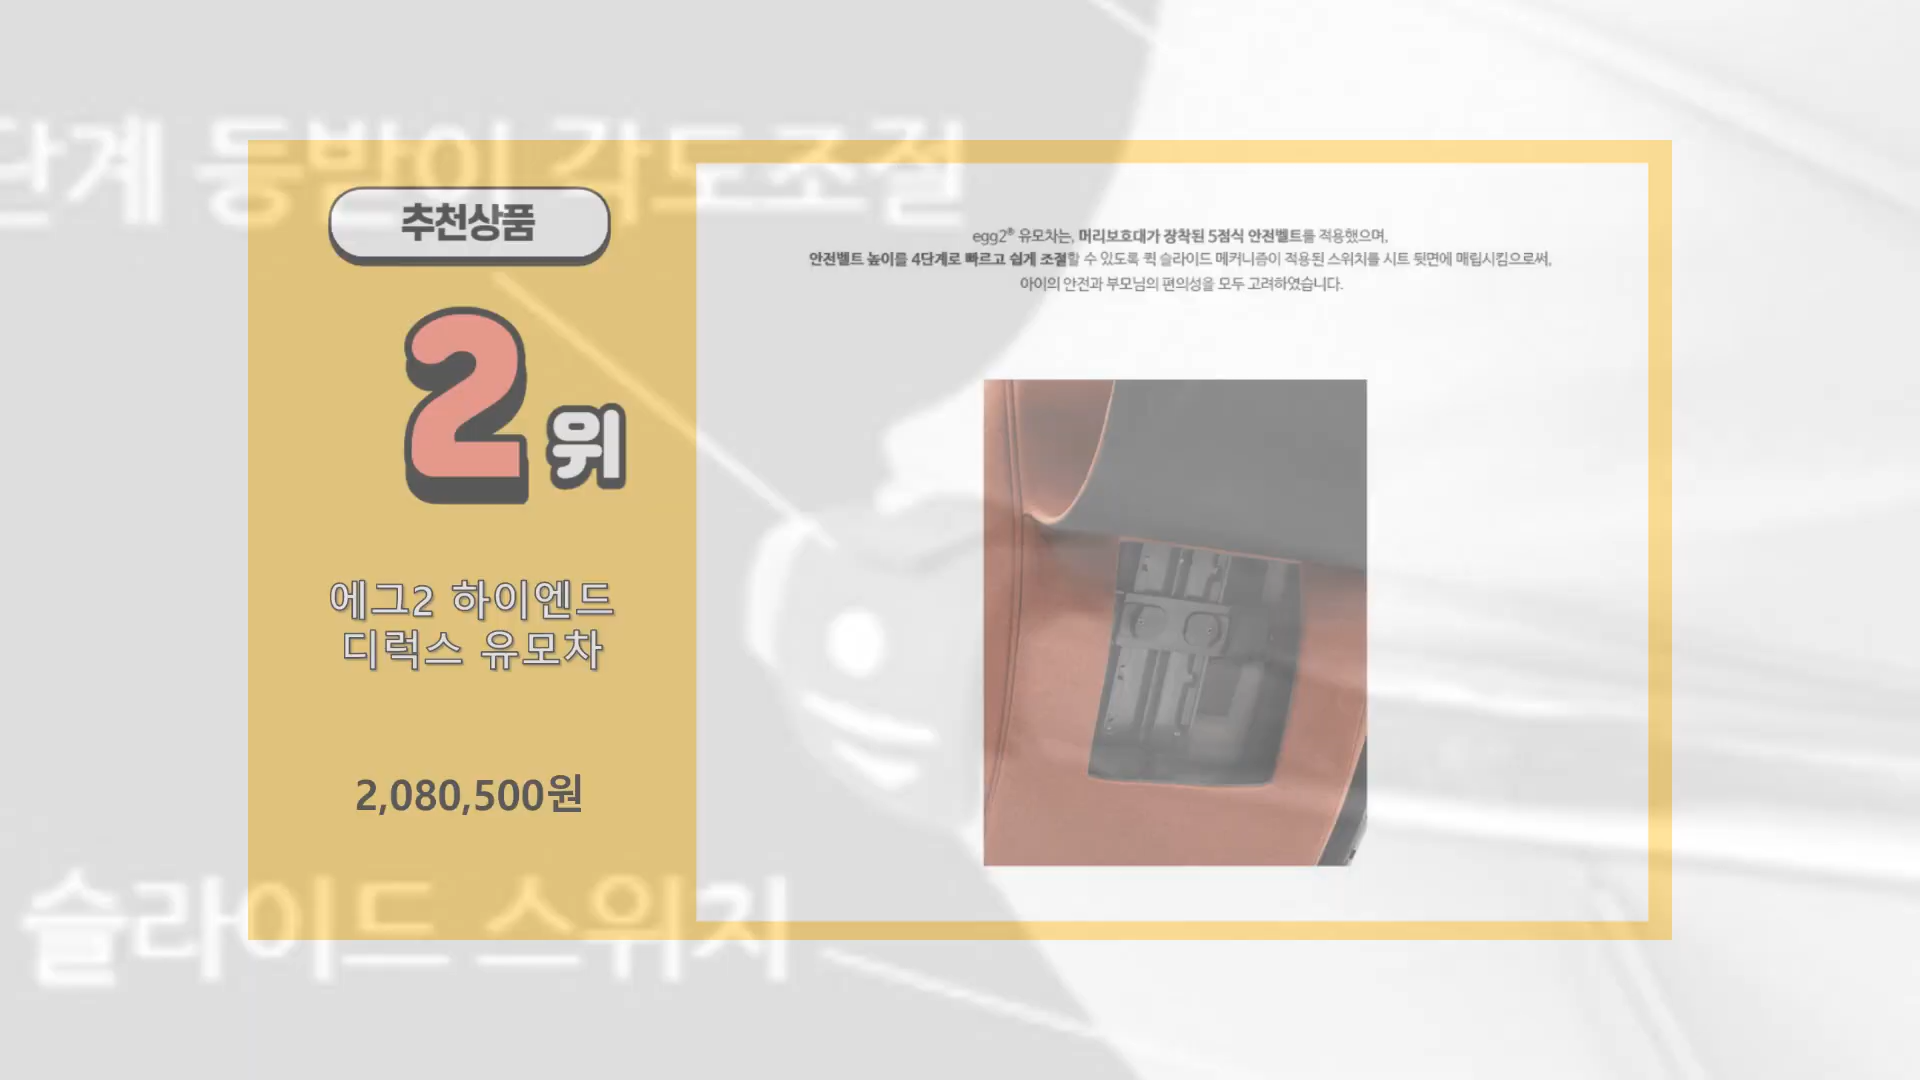 단계 등받이 각도조절
추천상품
2위
에그2 하이엔드
디럭스 유모차
2,080,500원
egg2® 유모차는, 머리보호대가 장착된 5점식 안전벨트를 적용했으며,
안전벨트 높이를 4단계로 빠르고 쉽게 조절할 수 있도록 퀵 슬라이드 메커니즘이 적용된 스위치를 시트 뒷면에 매립시킴으로써,
아이의 안전과 부모님의 편의성을 모두 고려하였습니다.
슬라이드 스위치